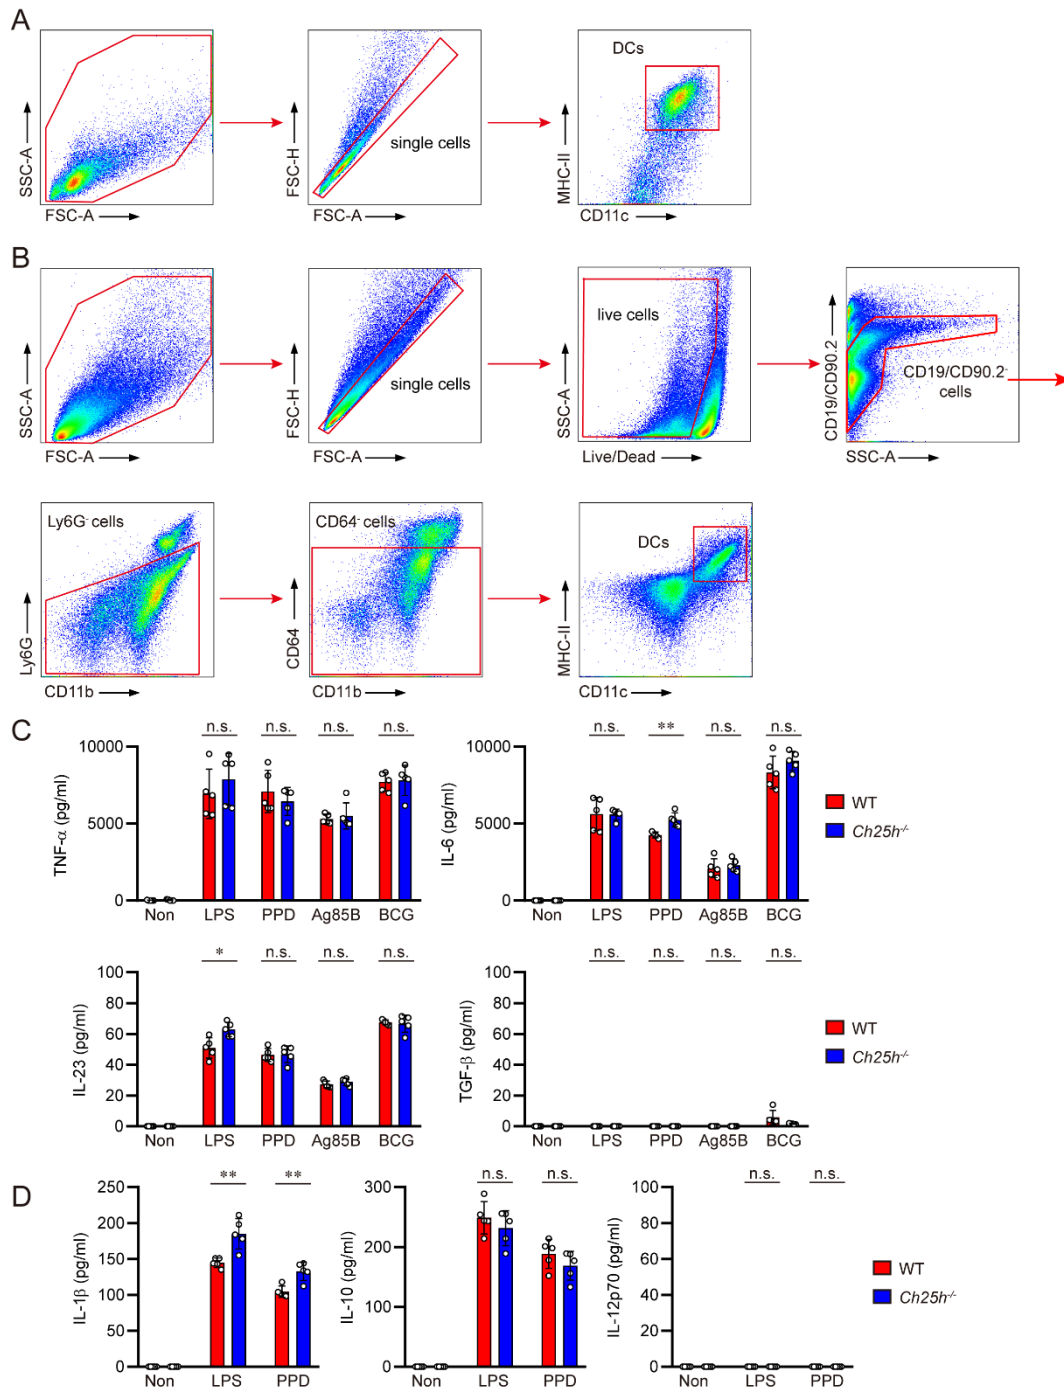 A
SSC-A
FSC-A
FSC-H
single cells
FSC-A
DCs
MHC-II
CD11c
B
SSC-A
FSC-A
FSC-H
single cells
FSC-A
live cells
SSC-A
Live/Dead
CD19/CD90.2
CD19/CD90.2⁻
cells
SSC-A
Ly6G⁻ cells
Ly6G
CD11b
CD64⁻ cells
CD64
CD11b
DCs
MHC-II
CD11c
C
n.s. n.s. n.s. n.s.
10000
5000
0
TNF-α (pg/ml)
Non LPS PPD Ag85B BCG
n.s. ** n.s. n.s.
10000
5000
0
IL-6 (pg/ml)
Non LPS PPD Ag85B BCG
WT
Ch25h⁻/⁻
* n.s. n.s. n.s.
100
80
60
40
20
0
IL-23 (pg/ml)
Non LPS PPD Ag85B BCG
n.s. n.s. n.s. n.s.
100
80
60
40
20
0
TGF-β (pg/ml)
Non LPS PPD Ag85B BCG
WT
Ch25h⁻/⁻
D
** **
250
200
150
100
50
0
IL-1β (pg/ml)
Non LPS PPD
n.s. n.s.
300
200
100
0
IL-10 (pg/ml)
Non LPS PPD
n.s. n.s.
100
80
60
40
20
0
IL-12p70 (pg/ml)
Non LPS PPD
WT
Ch25h⁻/⁻